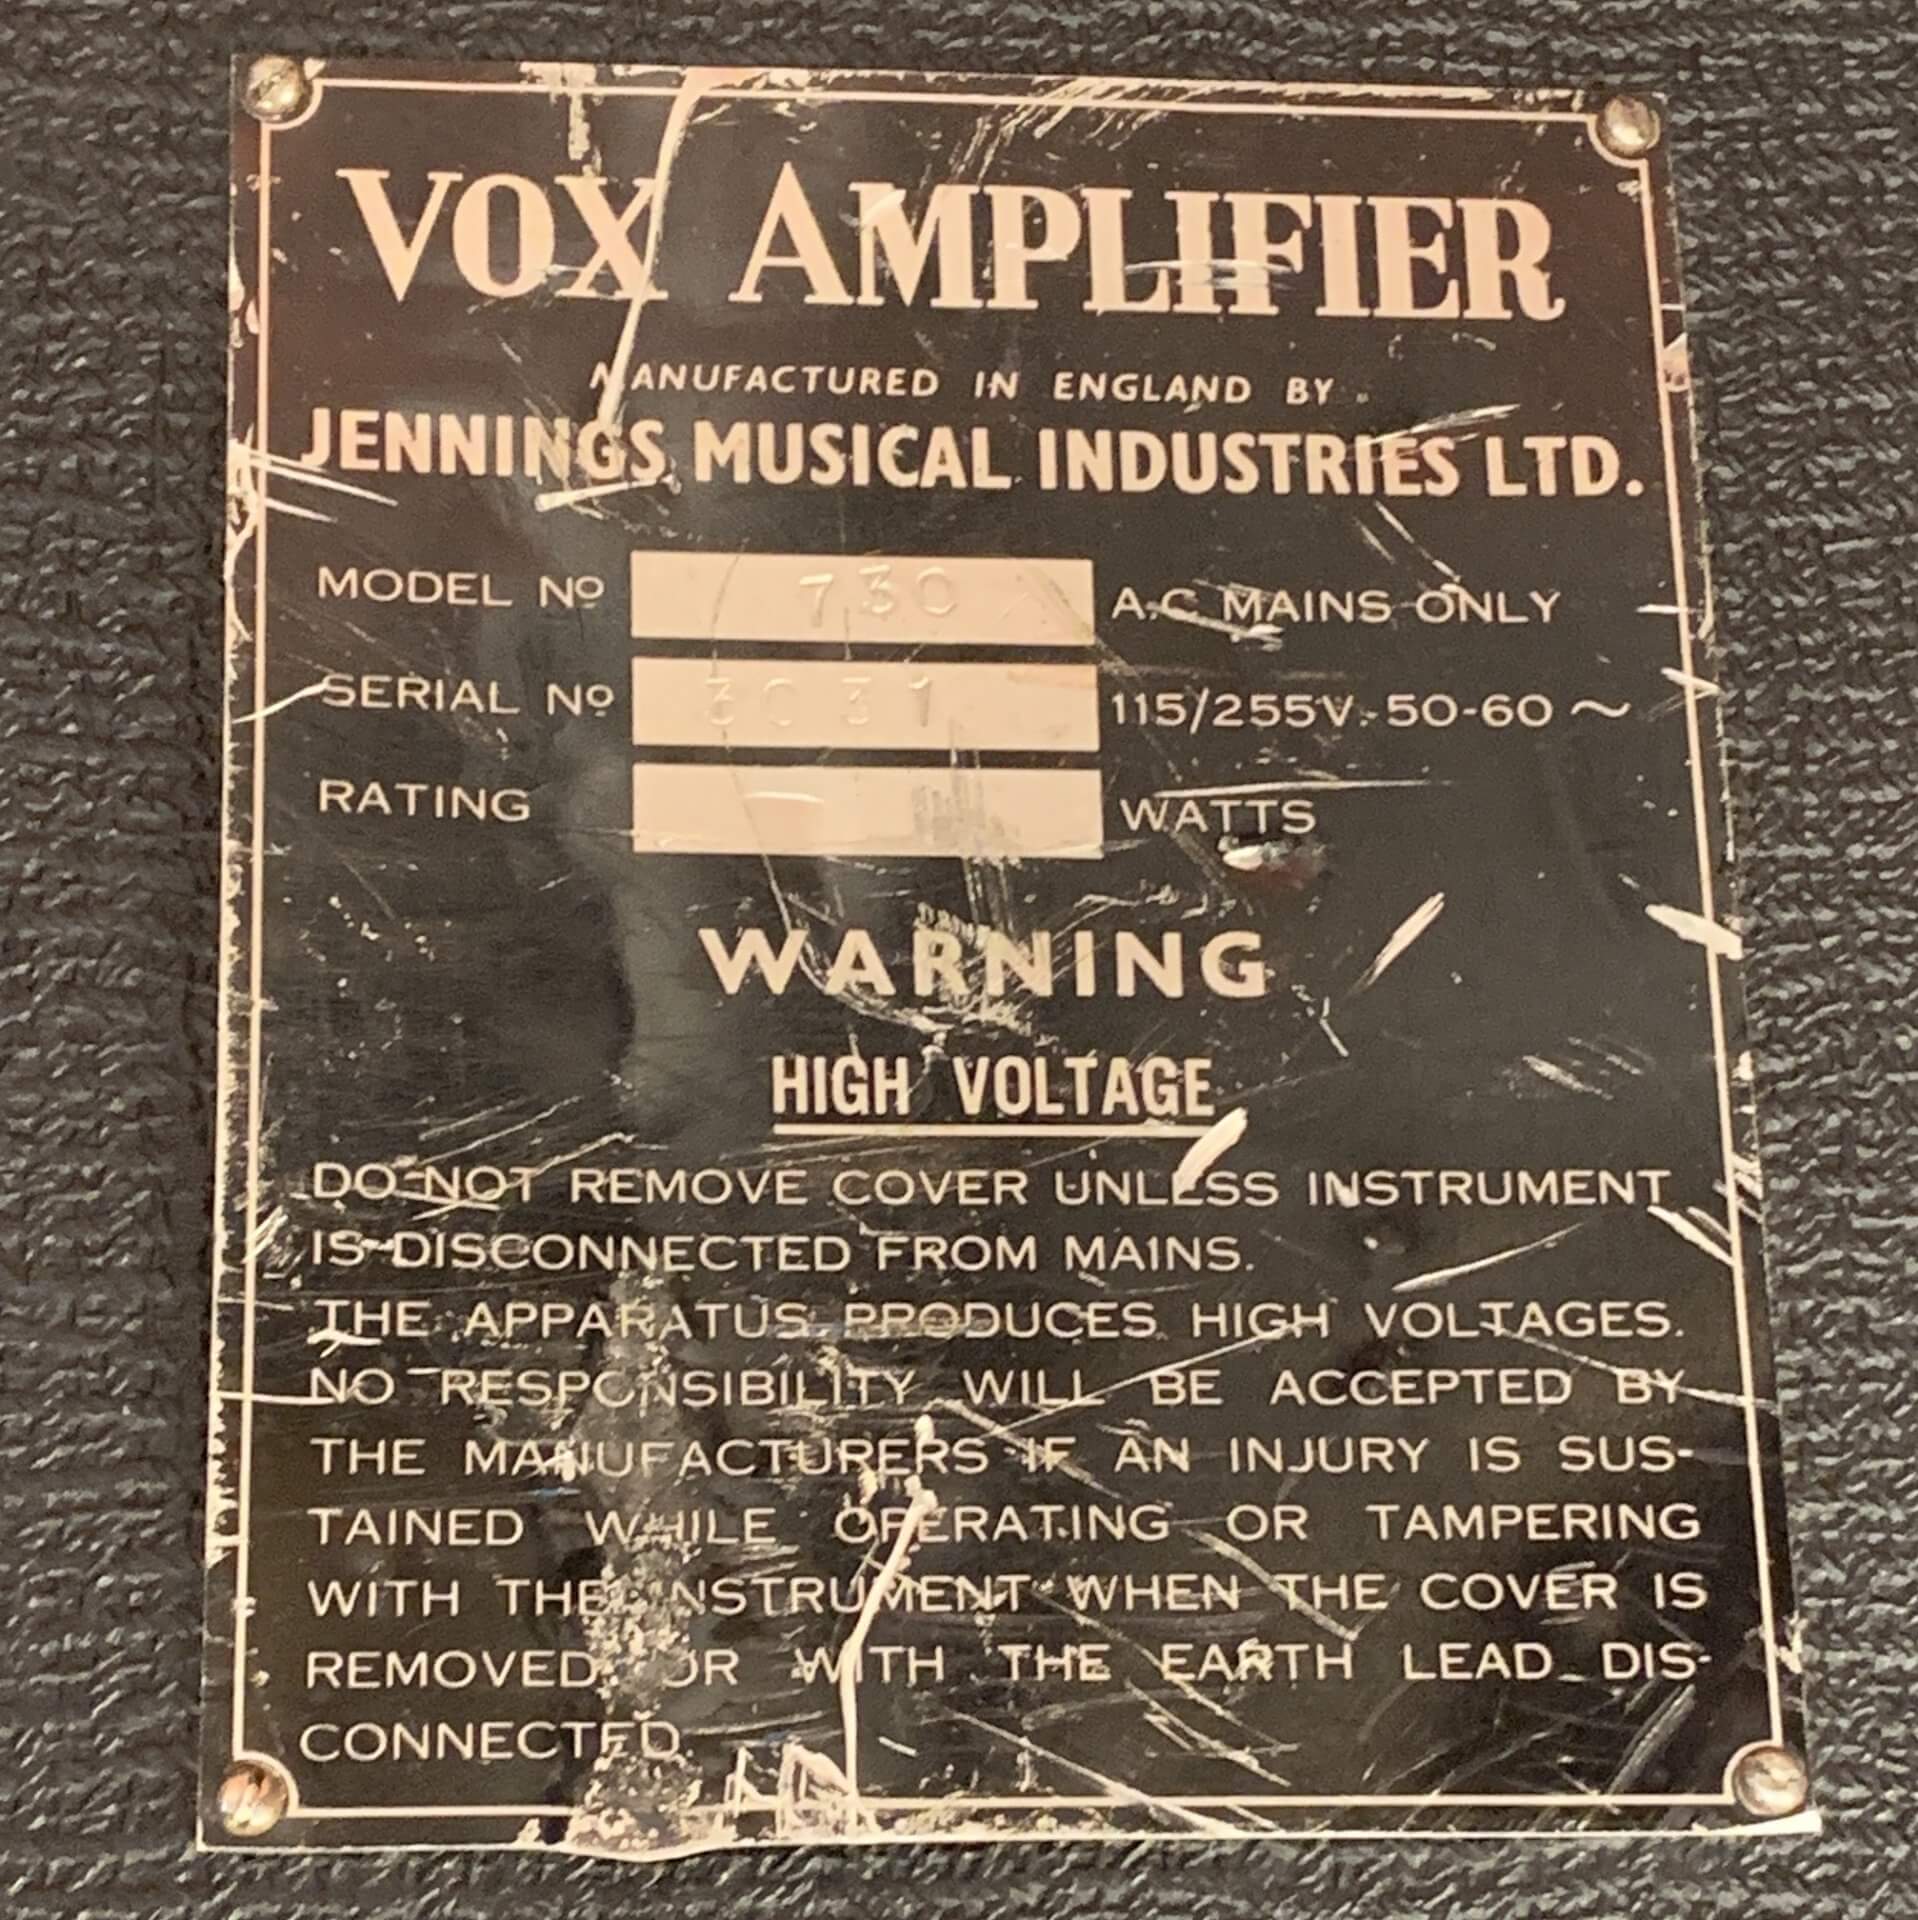 VOX AMPLIFIER
MANUFACTURED IN ENGLAND BY
JENNINGS MUSICAL INDUSTRIES LTD.
MODEL Nº 730 A.C MAINS ONLY
SERIAL Nº 3031 115/255V. 50-60 ~
RATING WATTS
WARNING
HIGH VOLTAGE
DO NOT REMOVE COVER UNLESS INSTRUMENT
IS DISCONNECTED FROM MAINS.
THE APPARATUS PRODUCES HIGH VOLTAGES.
NO RESPONSIBILITY WILL BE ACCEPTED BY
THE MANUFACTURERS IF AN INJURY IS SUS-
TAINED WHILE OPERATING OR TAMPERING
WITH THE INSTRUMENT WHEN THE COVER IS
REMOVED OR WITH THE EARTH LEAD DIS-
CONNECTED.